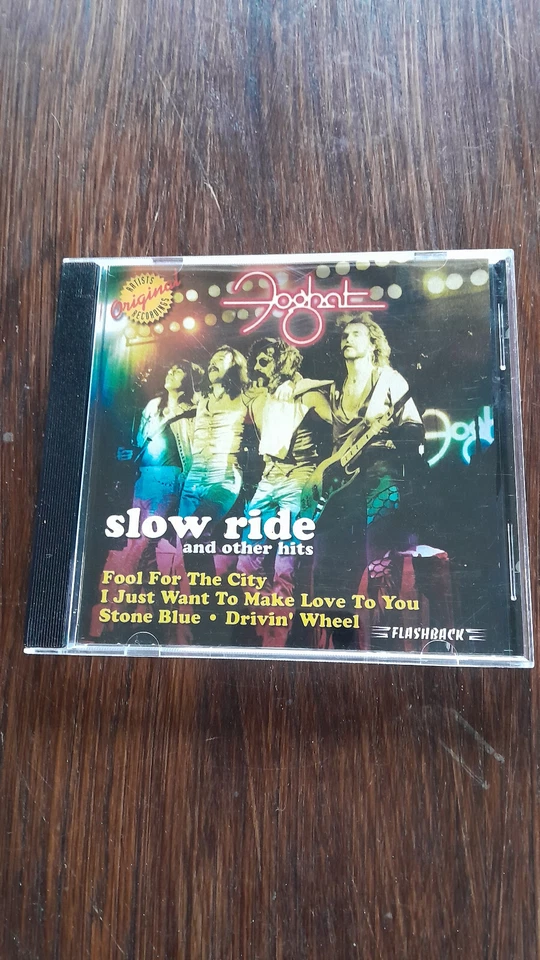 Original
ARTISTS
RECORDINGS
Foghat
Fogh
slow ride
and other hits
Fool For The City
I Just Want To Make Love To You
Stone Blue • Drivin' Wheel
FLASHBACK